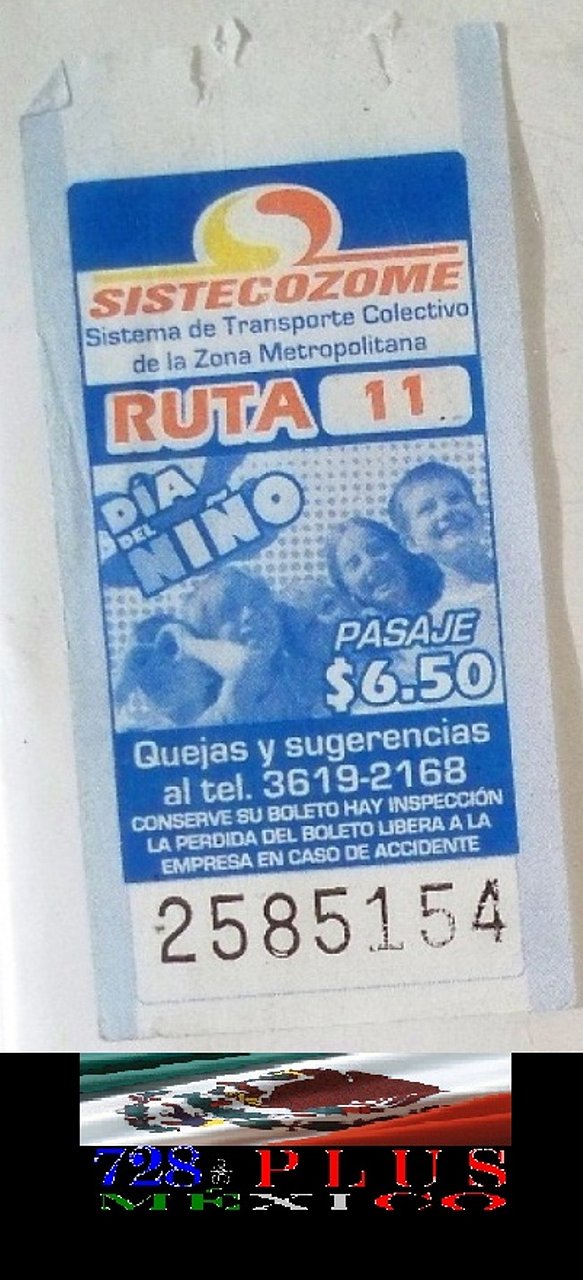 SISTECOZOME
Sistema de Transporte Colectivo
de la Zona Metropolitana
RUTA 11
DÍA
DEL
NIÑO
PASAJE
$6.50
Quejas y sugerencias
al tel. 3619-2168
CONSERVE SU BOLETO HAY INSPECCIÓN
LA PERDIDA DEL BOLETO LIBERA A LA
EMPRESA EN CASO DE ACCIDENTE
2585154
728 PLUS
MEXICO